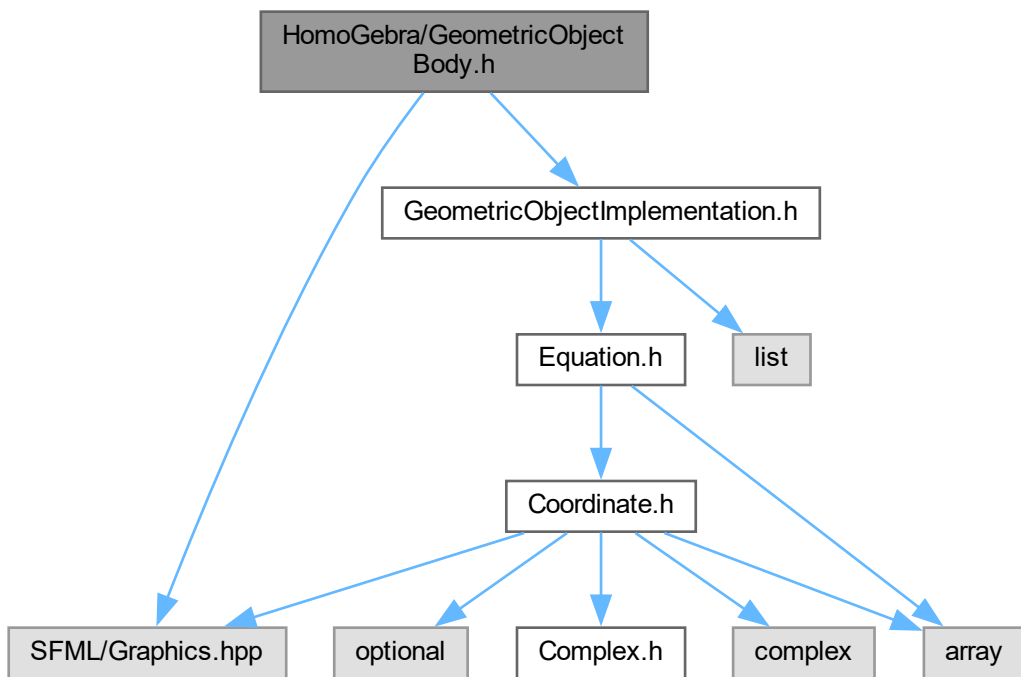 HomoGebra/GeometricObject
Body.h
GeometricObjectImplementation.h
Equation.h
list
Coordinate.h
SFML/Graphics.hpp
optional
Complex.h
complex
array